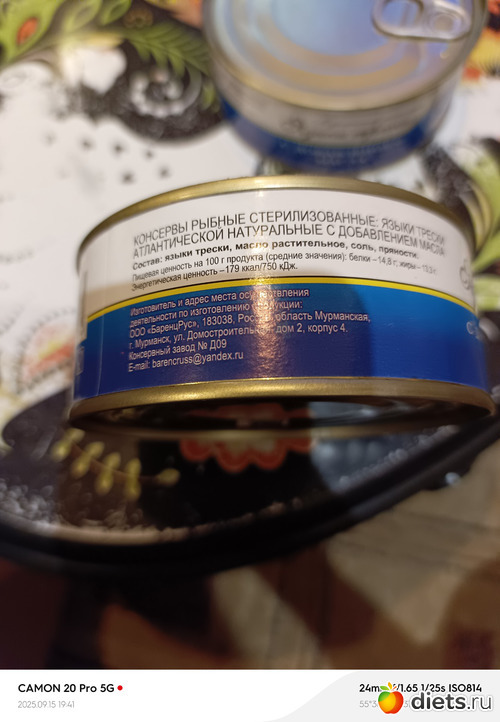 КОНСЕРВЫ РЫБНЫЕ СТЕРИЛИЗОВАННЫЕ: ЯЗЫКИ ТРЕСКИ
АТЛАНТИЧЕСКОЙ НАТУРАЛЬНЫЕ С ДОБАВЛЕНИЕМ МАСЛА
Состав: языки трески, масло растительное, соль, пряности.
Пищевая ценность на 100 г продукта (средние значения): белки –14,8 г; жиры –
Энергетическая ценность –179 ккал/750 кДж.
Изготовитель и адрес места осуществления
деятельности по изготовлению продукции:
ООО «БаренцРус», 183038, Россия, область Мурманская,
г. Мурманск, ул. Домостроительная, дом 2, корпус 4.
Консервный завод № Д09
E-mail: barencruss@yandex.ru
CAMON 20 Pro 5G
2025.09.15 19:41
24m f/1.65 1/25s ISO814
diets.ru